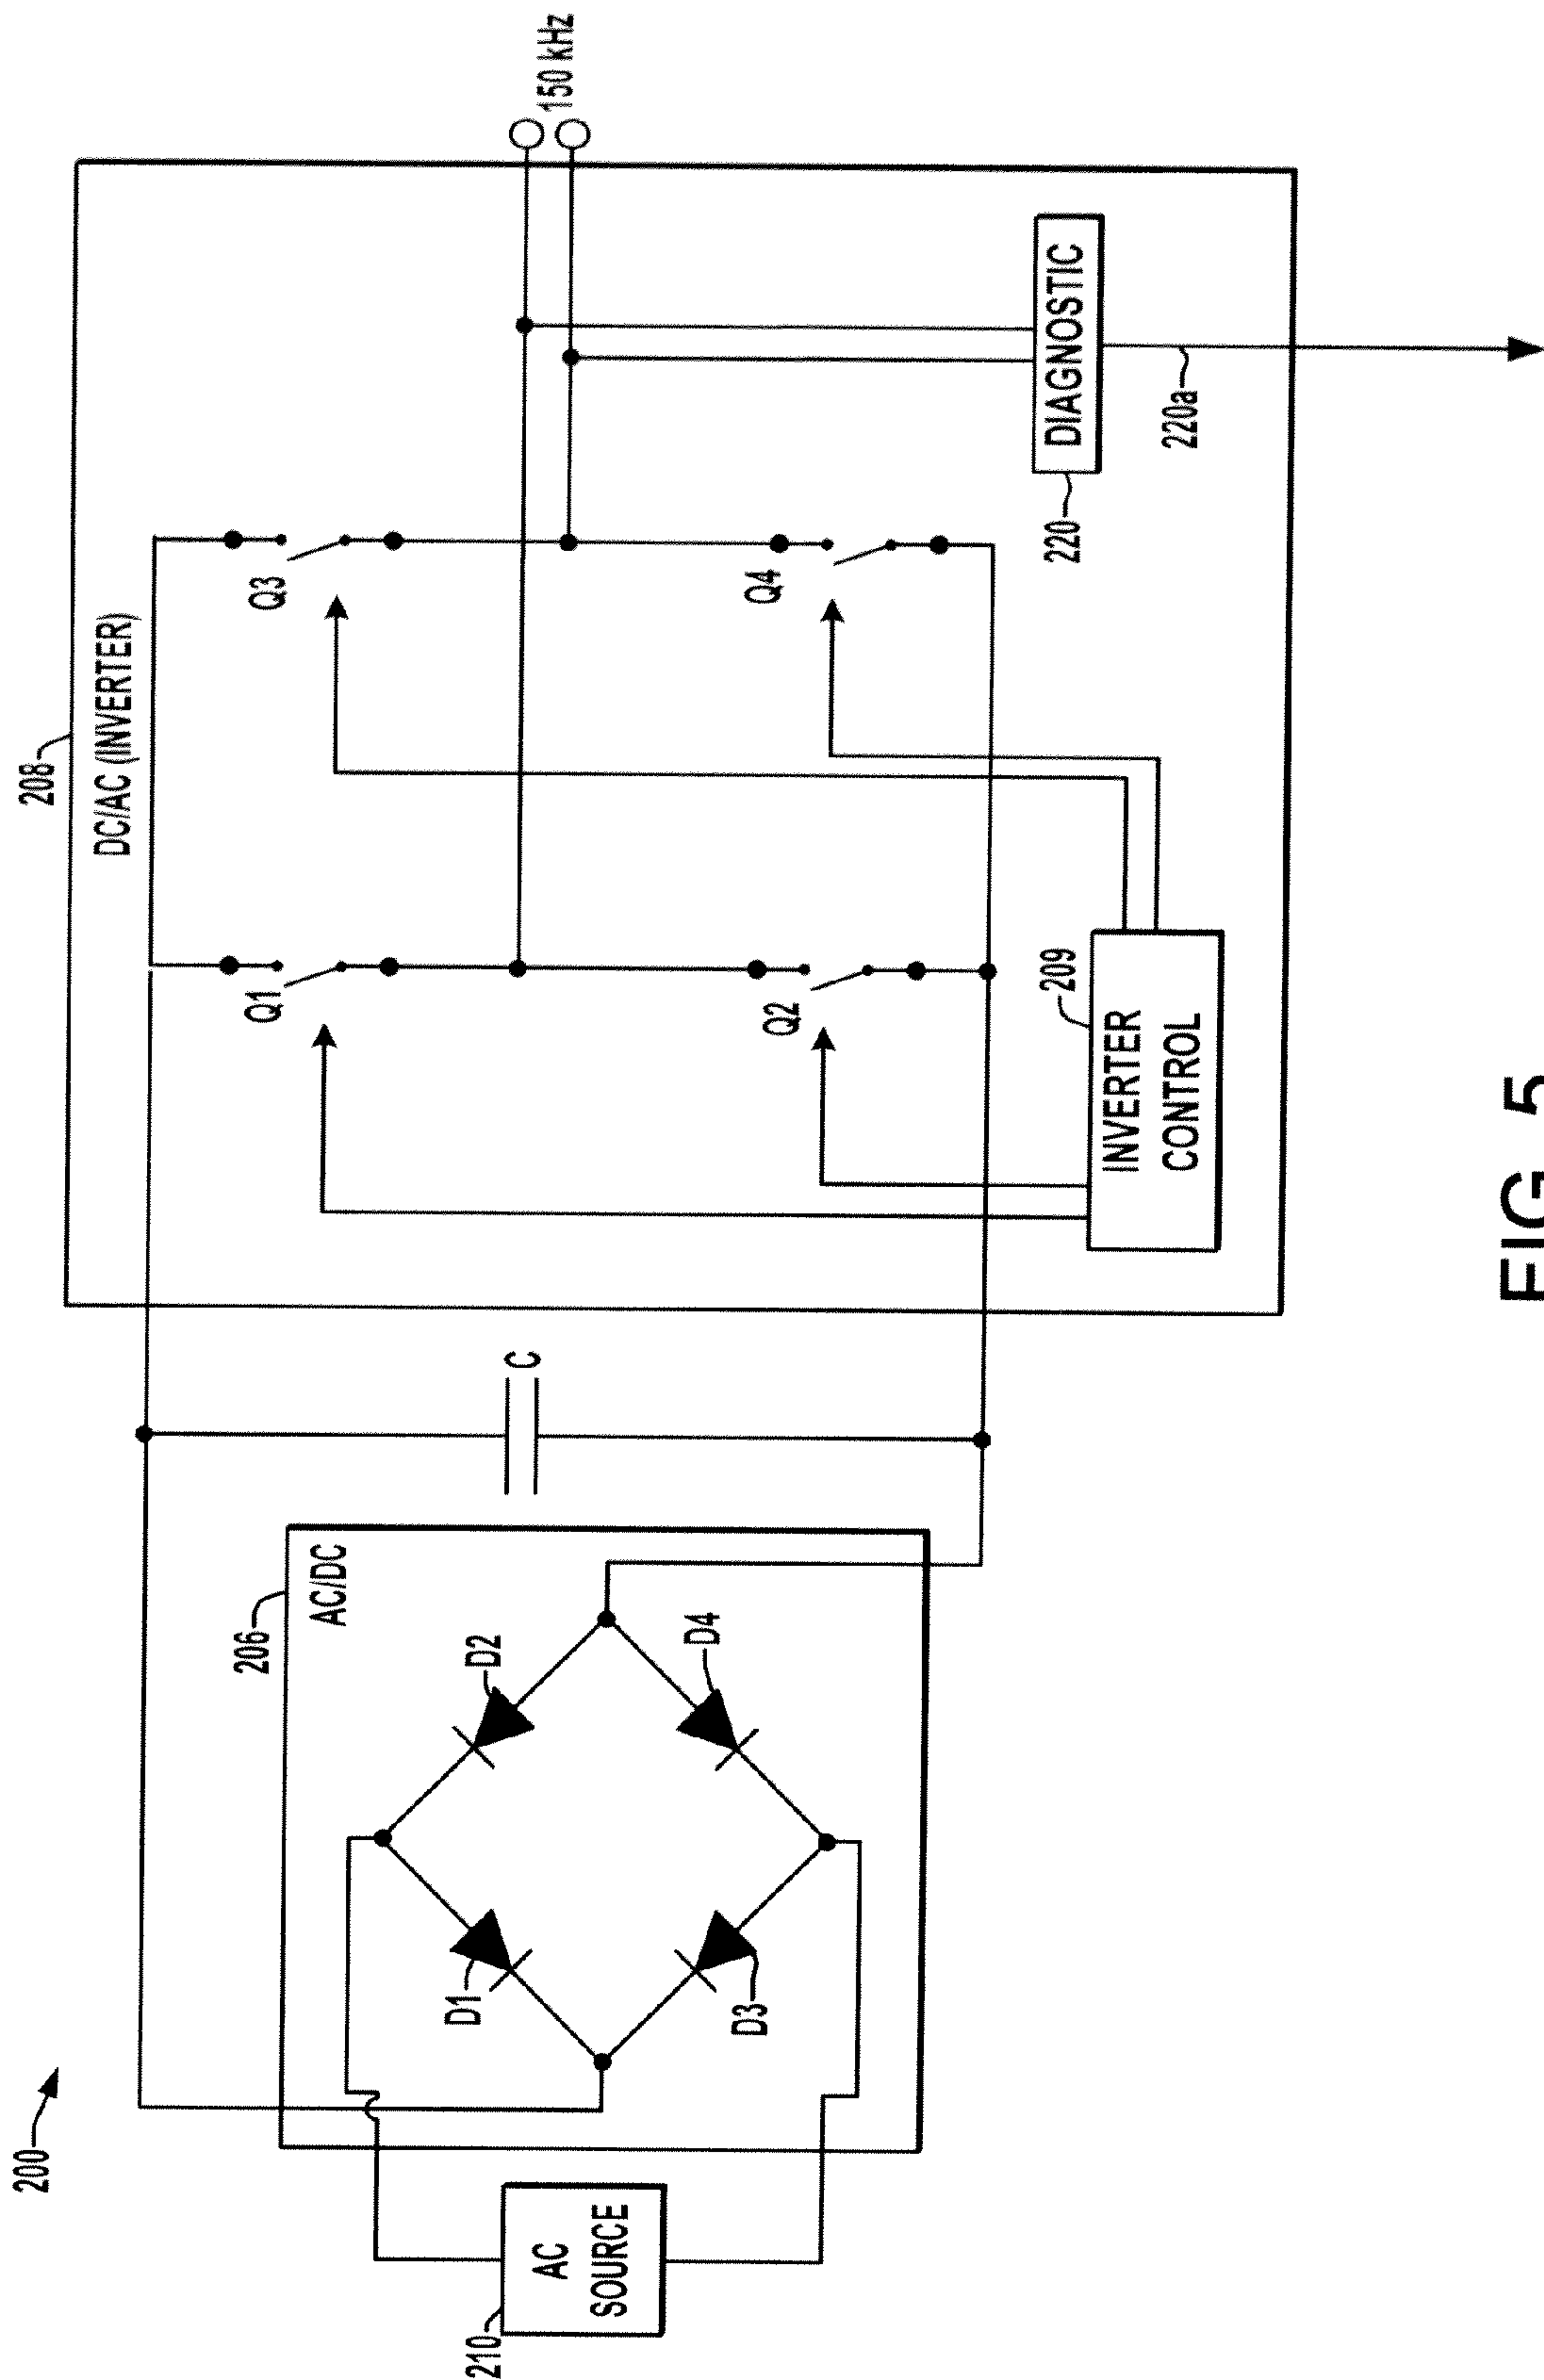 200
208
DC/AC (INVERTER)
206
AC/DC
210
AC
SOURCE
D1
D2
D3
D4
C
Q1
Q3
Q2
Q4
150 kHz
209
INVERTER
CONTROL
220
DIAGNOSTIC
220a
FIG. 5